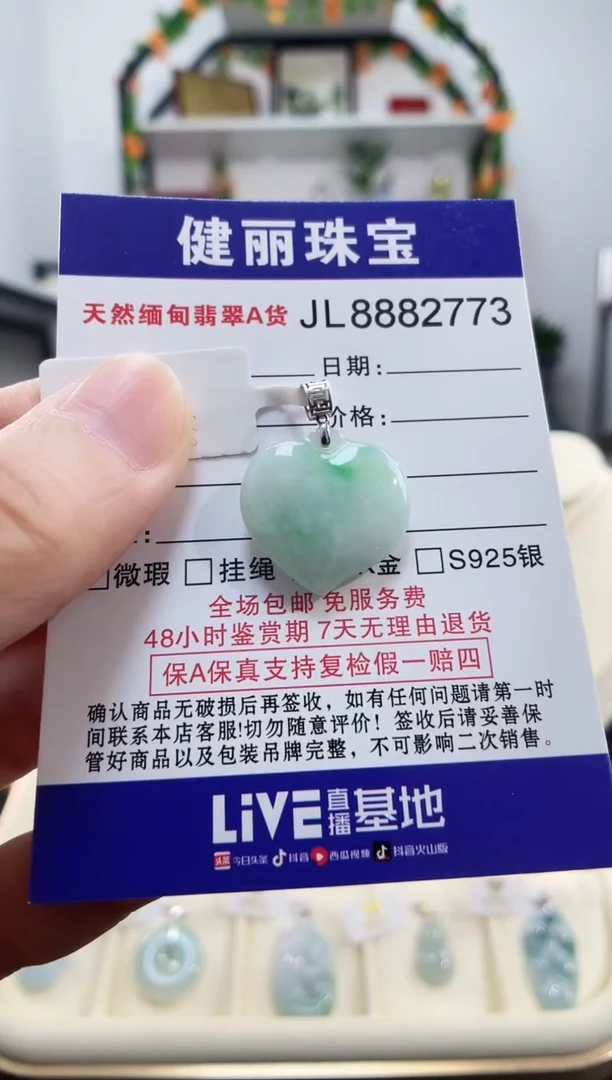 健丽珠宝
天然缅甸翡翠A货 JL8882773
日期:
价格:
微瑕 挂绳 金 S925银
全场包邮 免服务费
48小时鉴赏期 7天无理由退货
保A保真支持复检假一赔四
确认商品无破损后再签收，如有任何问题请第一时
间联系本店客服!切勿随意评价！签收后请妥善保
管好商品以及包装吊牌完整，不可影响二次销售。
LiVE直播基地
头条 今日头条 抖音 西瓜视频 抖音火山版